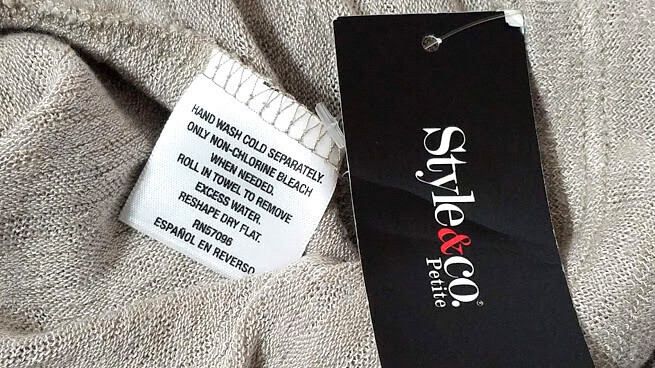 HAND WASH COLD SEPARATELY.
ONLY NON-CHLORINE BLEACH
WHEN NEEDED.
ROLL IN TOWEL TO REMOVE
EXCESS WATER.
RESHAPE DRY FLAT.
RN57096
ESPAÑOL EN REVERSO
Style&co.®
Petite